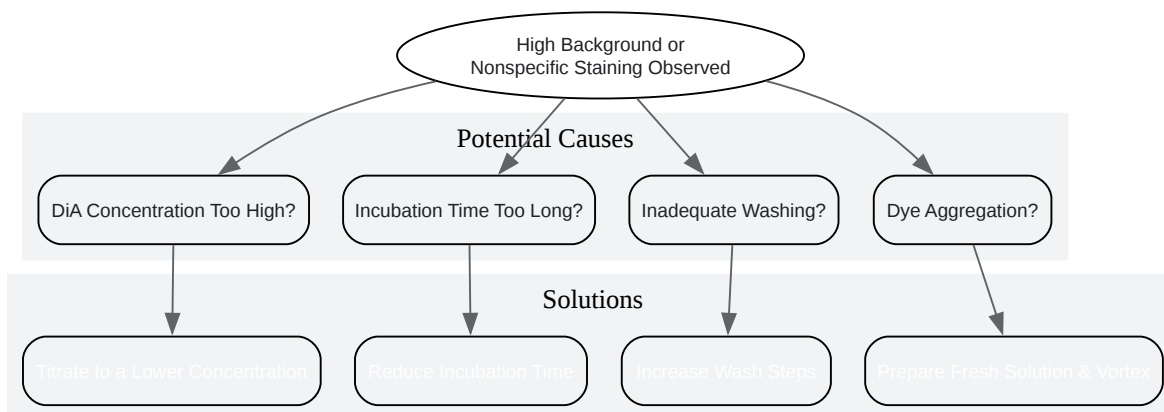 High Background or
Nonspecific Staining Observed
Potential Causes
DiA Concentration Too High?
Incubation Time Too Long?
Inadequate Washing?
Dye Aggregation?
Solutions
Titrate to a Lower Concentration
Reduce Incubation Time
Increase Wash Steps
Prepare Fresh Solution & Vortex